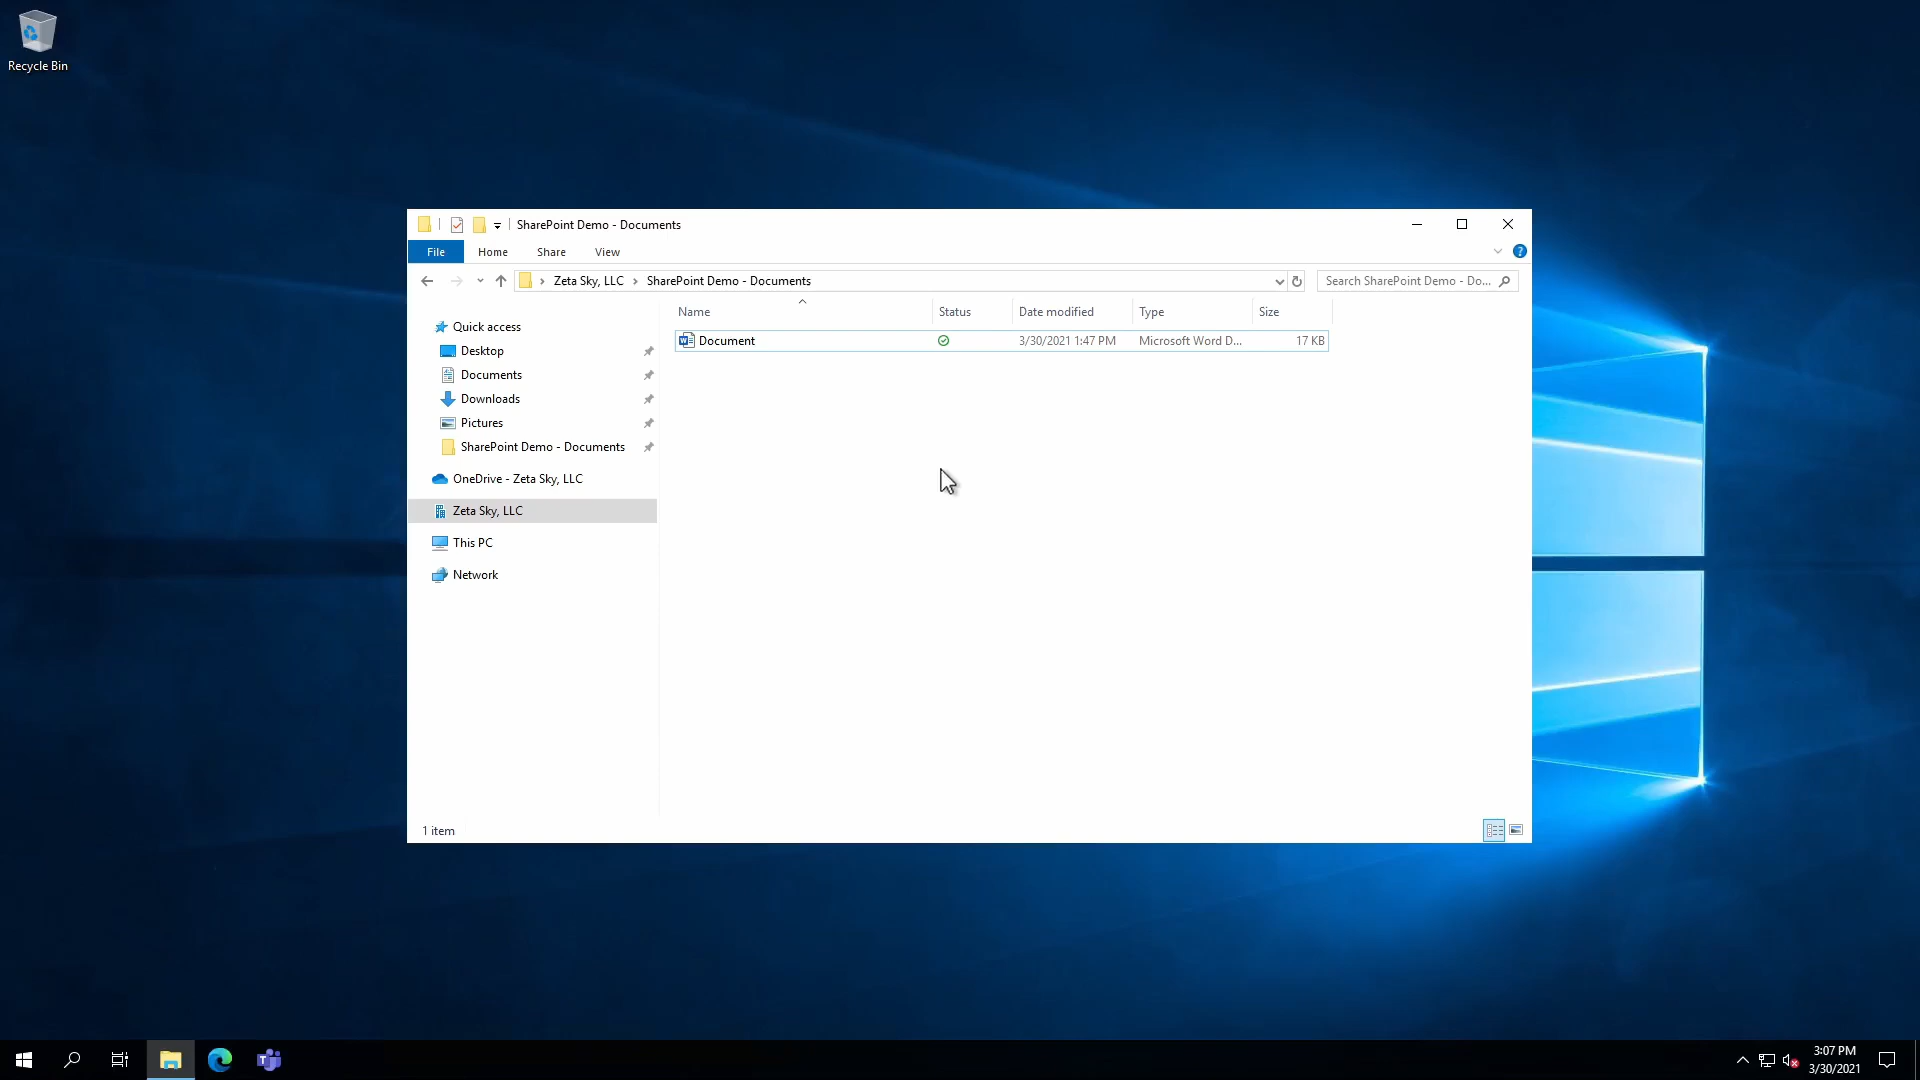 Recycle Bin
SharePoint Demo - Documents
File Home Share View
Zeta Sky, LLC > SharePoint Demo - Documents
Search SharePoint Demo - Do...
Name Status Date modified Type Size
Document 3/30/2021 1:47 PM Microsoft Word D... 17 KB
Quick access
Desktop
Documents
Downloads
Pictures
SharePoint Demo - Documents
OneDrive - Zeta Sky, LLC
Zeta Sky, LLC
This PC
Network
1 item
3:07 PM
3/30/2021